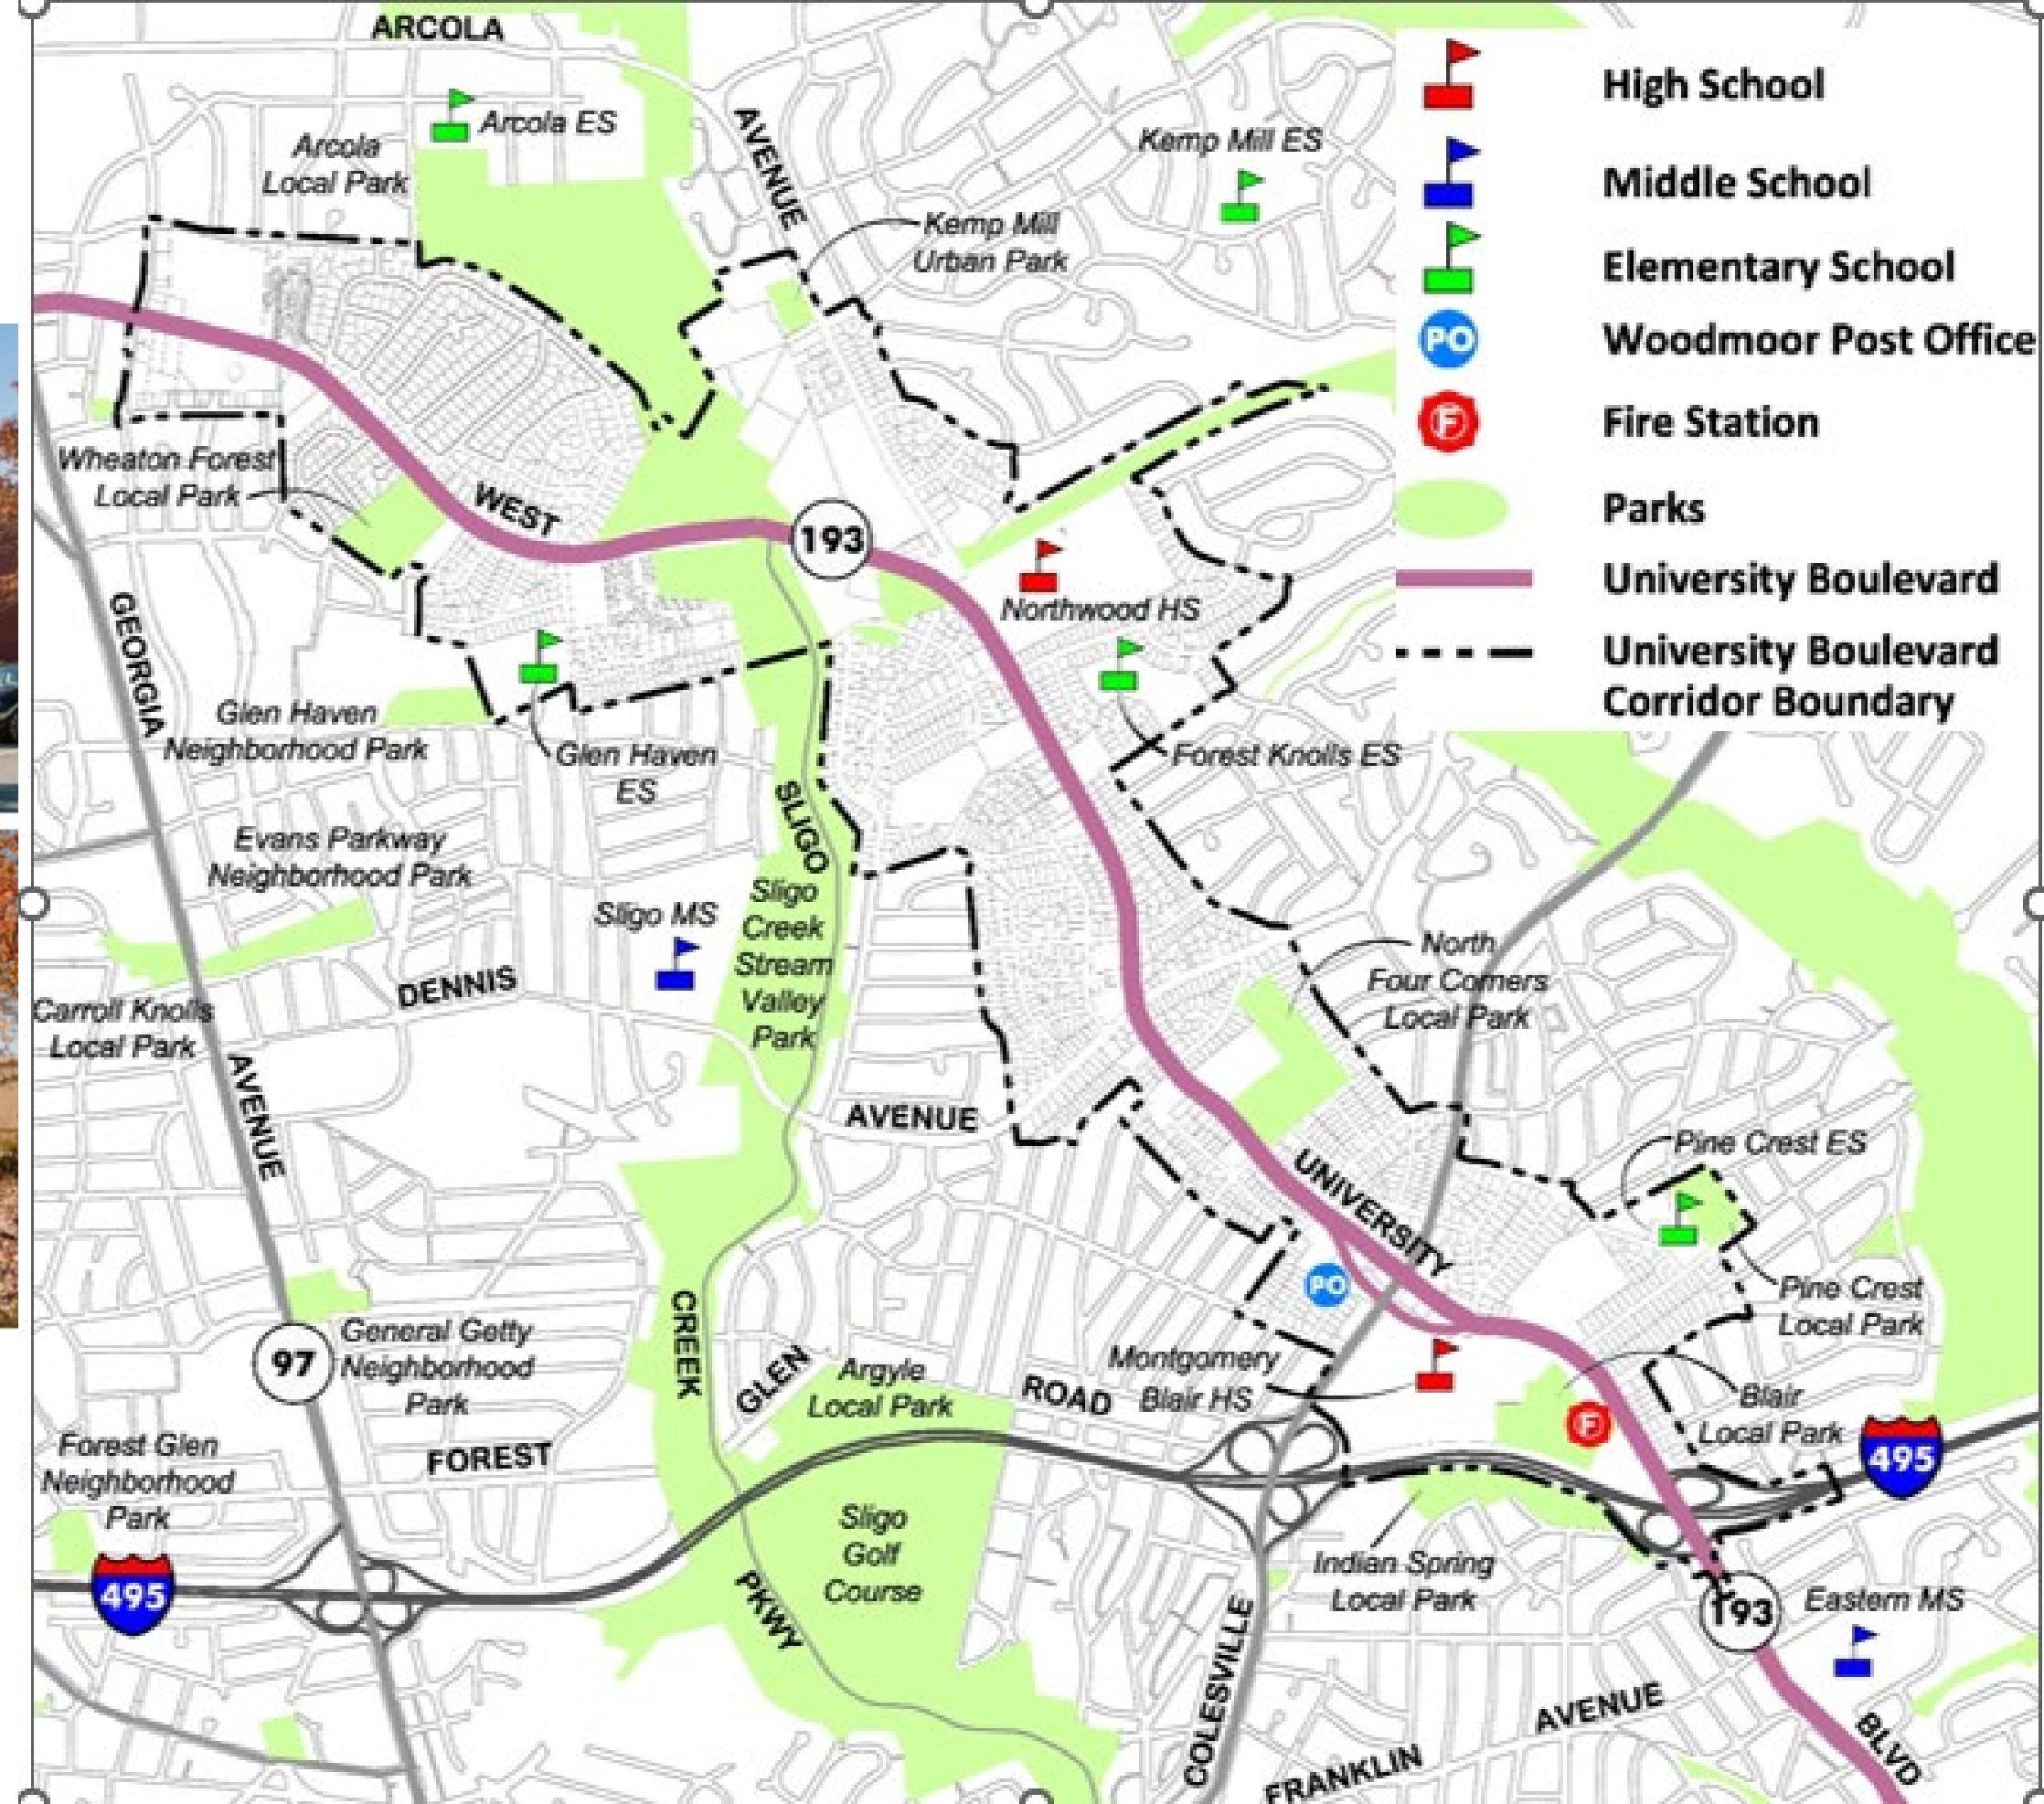 ARCOLA
Arcola ES
Arcola
Local Park
AVENUE
Kemp Mill ES
Kemp Mill
Urban Park
High School
Middle School
Elementary School
PO
Woodmoor Post Office
F
Fire Station
Parks
University Boulevard
University Boulevard
Corridor Boundary
Wheaton Forest
Local Park
WEST
193
GEORGIA
Northwood HS
Glen Haven
Neighborhood Park
Glen Haven
ES
Forest Knolls ES
SLIGO
Evans Parkway
Neighborhood Park
Sligo MS
Sligo
Creek
Stream
Valley
Park
North
Four Corners
Local Park
DENNIS
Carroll Knolls
Local Park
AVENUE
AVENUE
UNIVERSITY
Pine Crest ES
PO
Pine Crest
Local Park
CREEK
97
General Getty
Neighborhood
Park
GLEN
Argyle
Local Park
ROAD
Montgomery
Blair HS
Blair
Local Park
F
495
Forest Glen
Neighborhood
Park
FOREST
Sligo
Golf
Course
495
PKWY
Indian Spring
Local Park
193
Eastern MS
COLESVILLE
AVENUE
FRANKLIN
BLVD